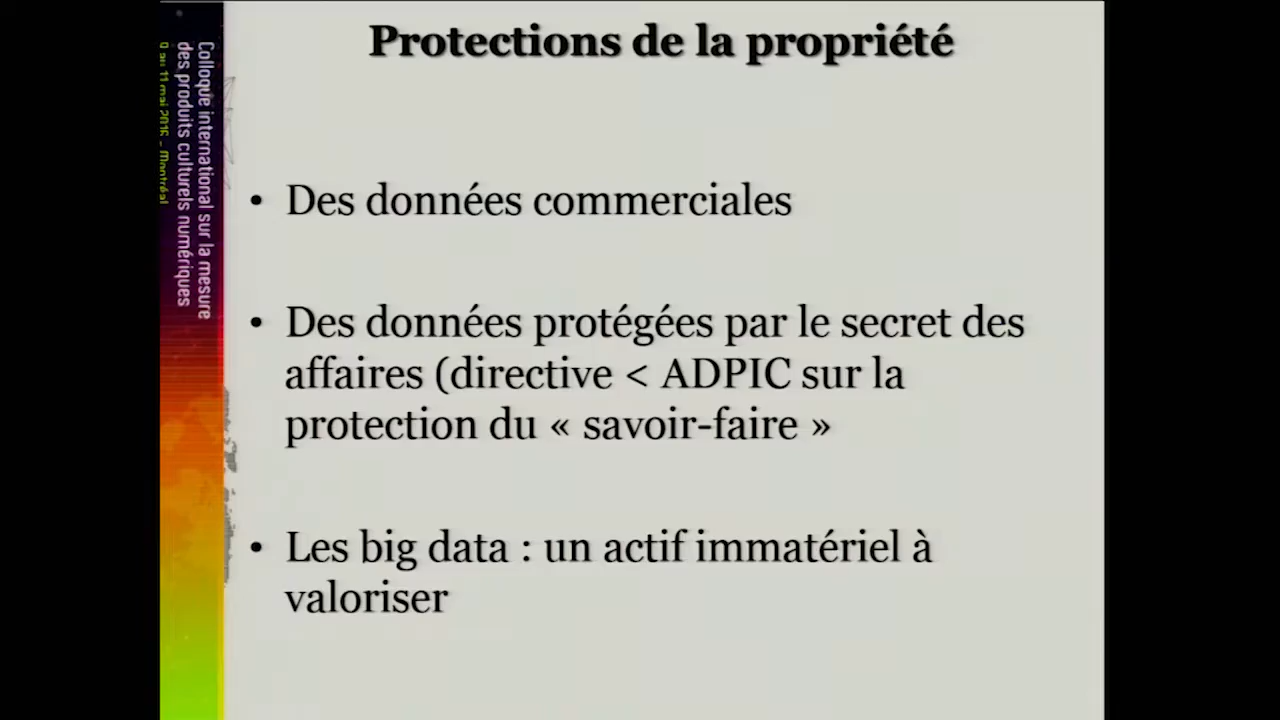 Protections de la propriété
• Des données commerciales
• Des données protégées par le secret des
affaires (directive < ADPIC sur la
protection du « savoir-faire »
• Les big data : un actif immatériel à
valoriser
Colloque international sur la mesure
des produits culturels numériques
au 11 mai 2016 – Montréal